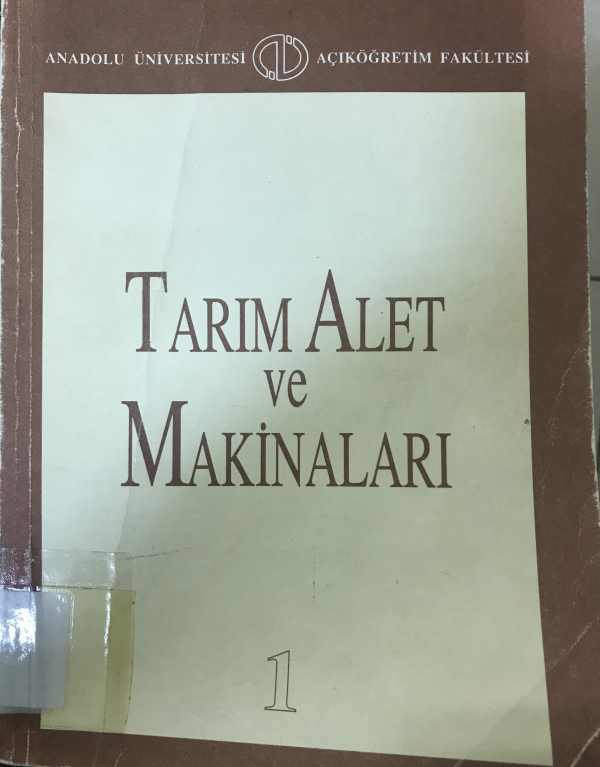 ANADOLU ÜNİVERSİTESİ AÇIKÖĞRETİM FAKÜLTESİ
TARIM ALET
ve
MAKİNALARI
1